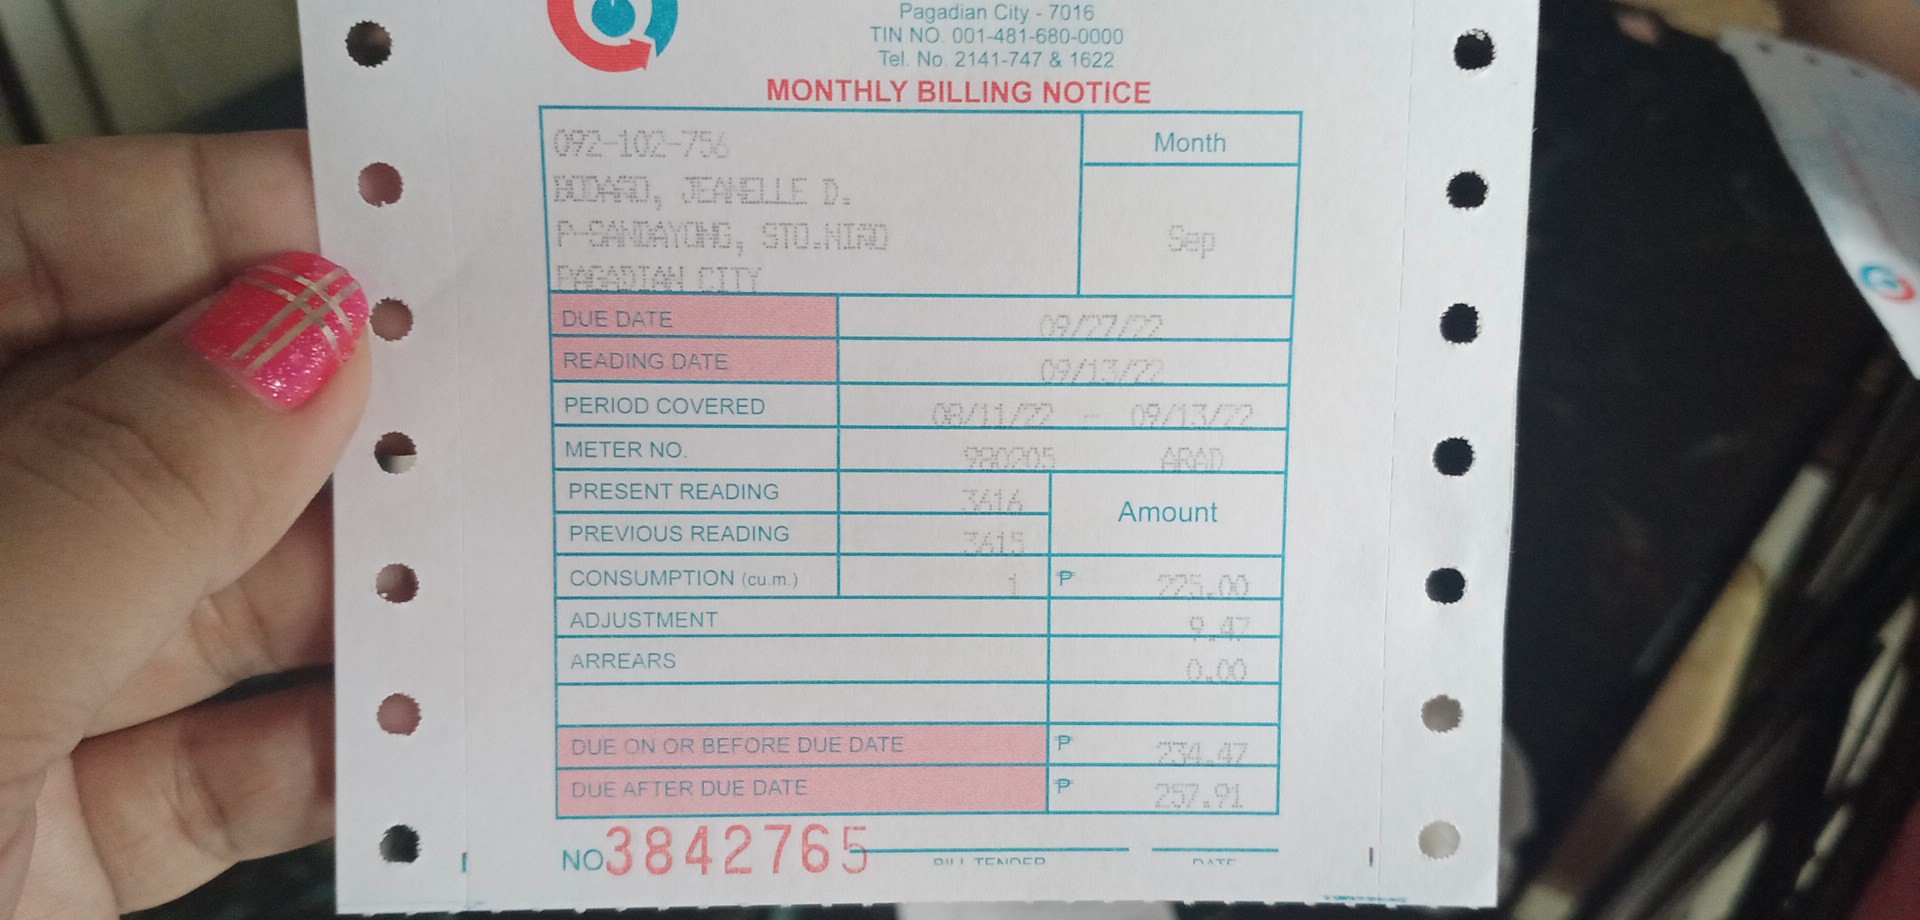 Pagadian City - 7016
TIN NO. 001-481-680-0000
Tel. No. 2141-747 & 1622
MONTHLY BILLING NOTICE
092-102-756
Month
JEANELLE D.
P-SANDAYONG, STO.NIÑO
Sep
PAGADIAN CITY
DUE DATE 09/27/22
READING DATE 09/13/22
PERIOD COVERED 08/11/22 - 09/13/22
METER NO. 980205 ARAD
PRESENT READING 3616
Amount
PREVIOUS READING 3615
CONSUMPTION (cu.m.) 1 ₱ 225.00
ADJUSTMENT 9.47
ARREARS 0.00
DUE ON OR BEFORE DUE DATE ₱ 234.47
DUE AFTER DUE DATE ₱ 257.91
NO 3842765
BILL TENDER DATE